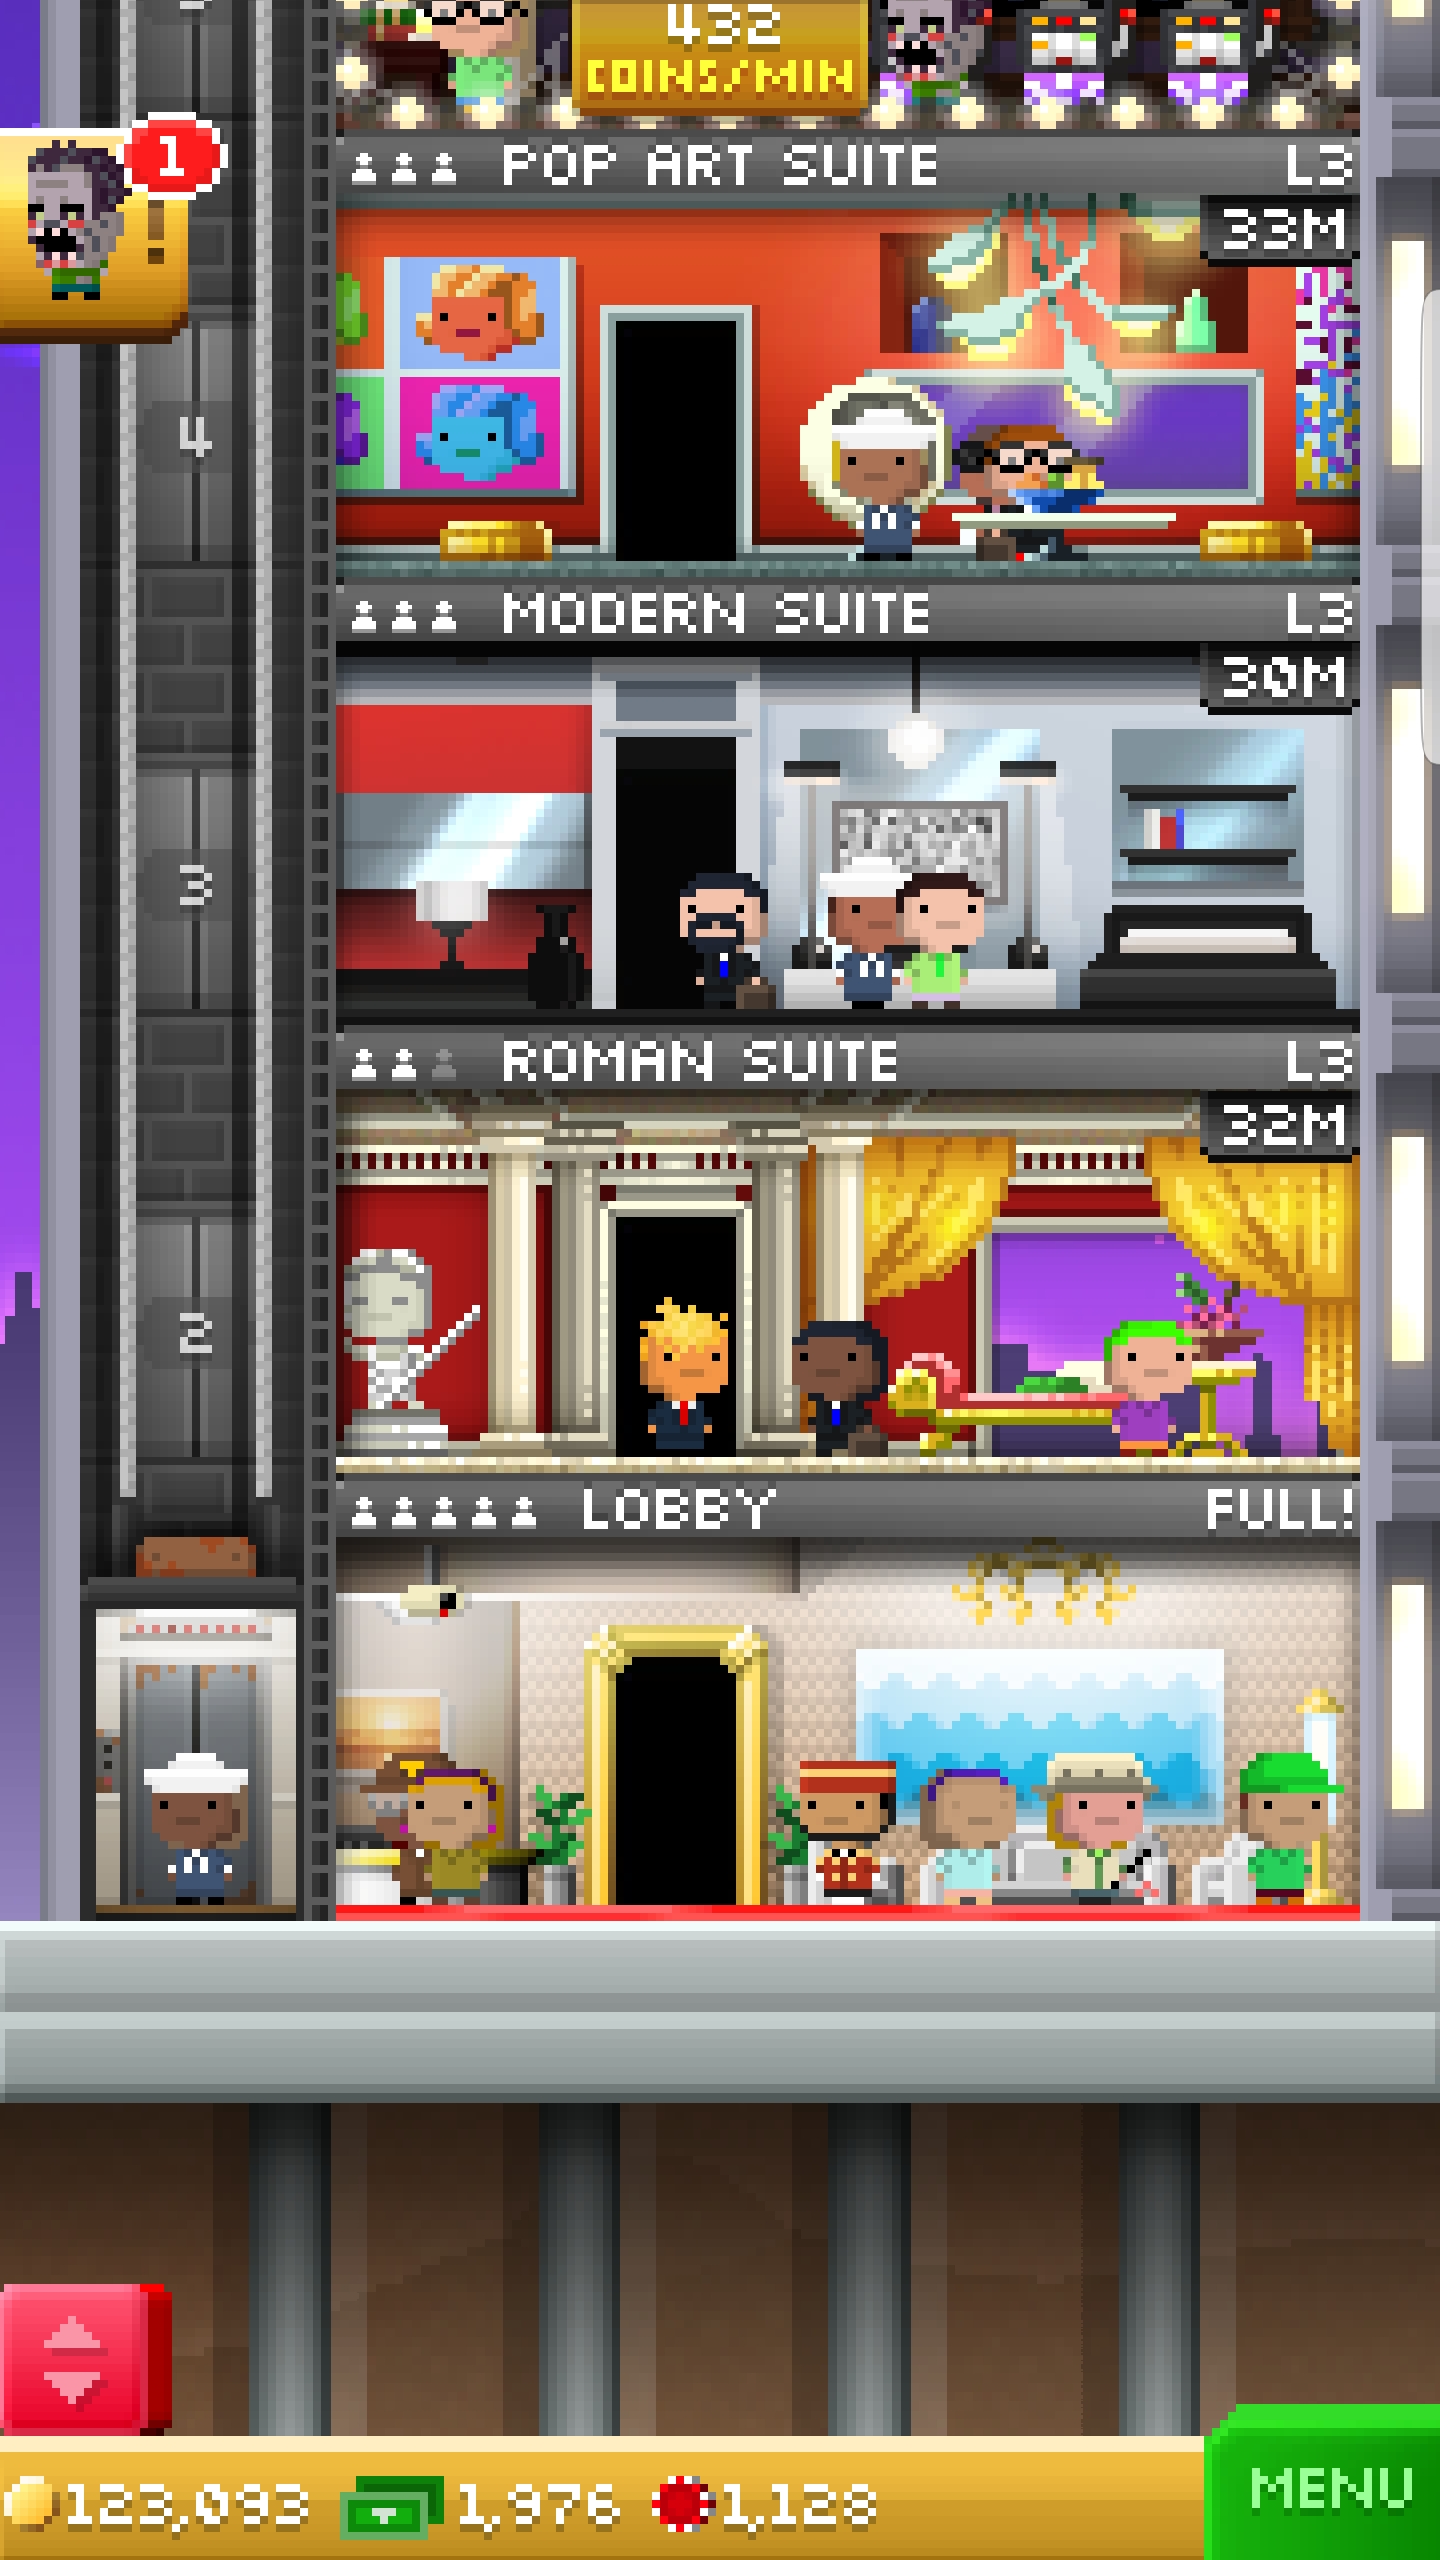 432
COINS/MIN
1
!
POP ART SUITE L3
33M
4
MODERN SUITE L3
30M
3
ROMAN SUITE L3
32M
2
LOBBY FULL!
123,093 1,976 1,128
MENU